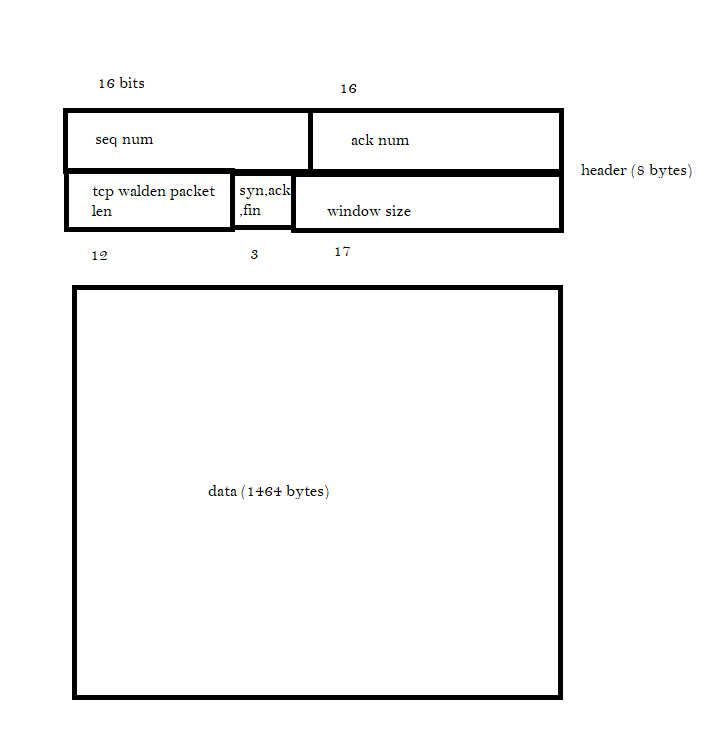 16 bits
16
seq num
ack num
header (8 bytes)
tcp walden packet
len
syn,ack
,fin
window size
12
3
17
data (1464 bytes)